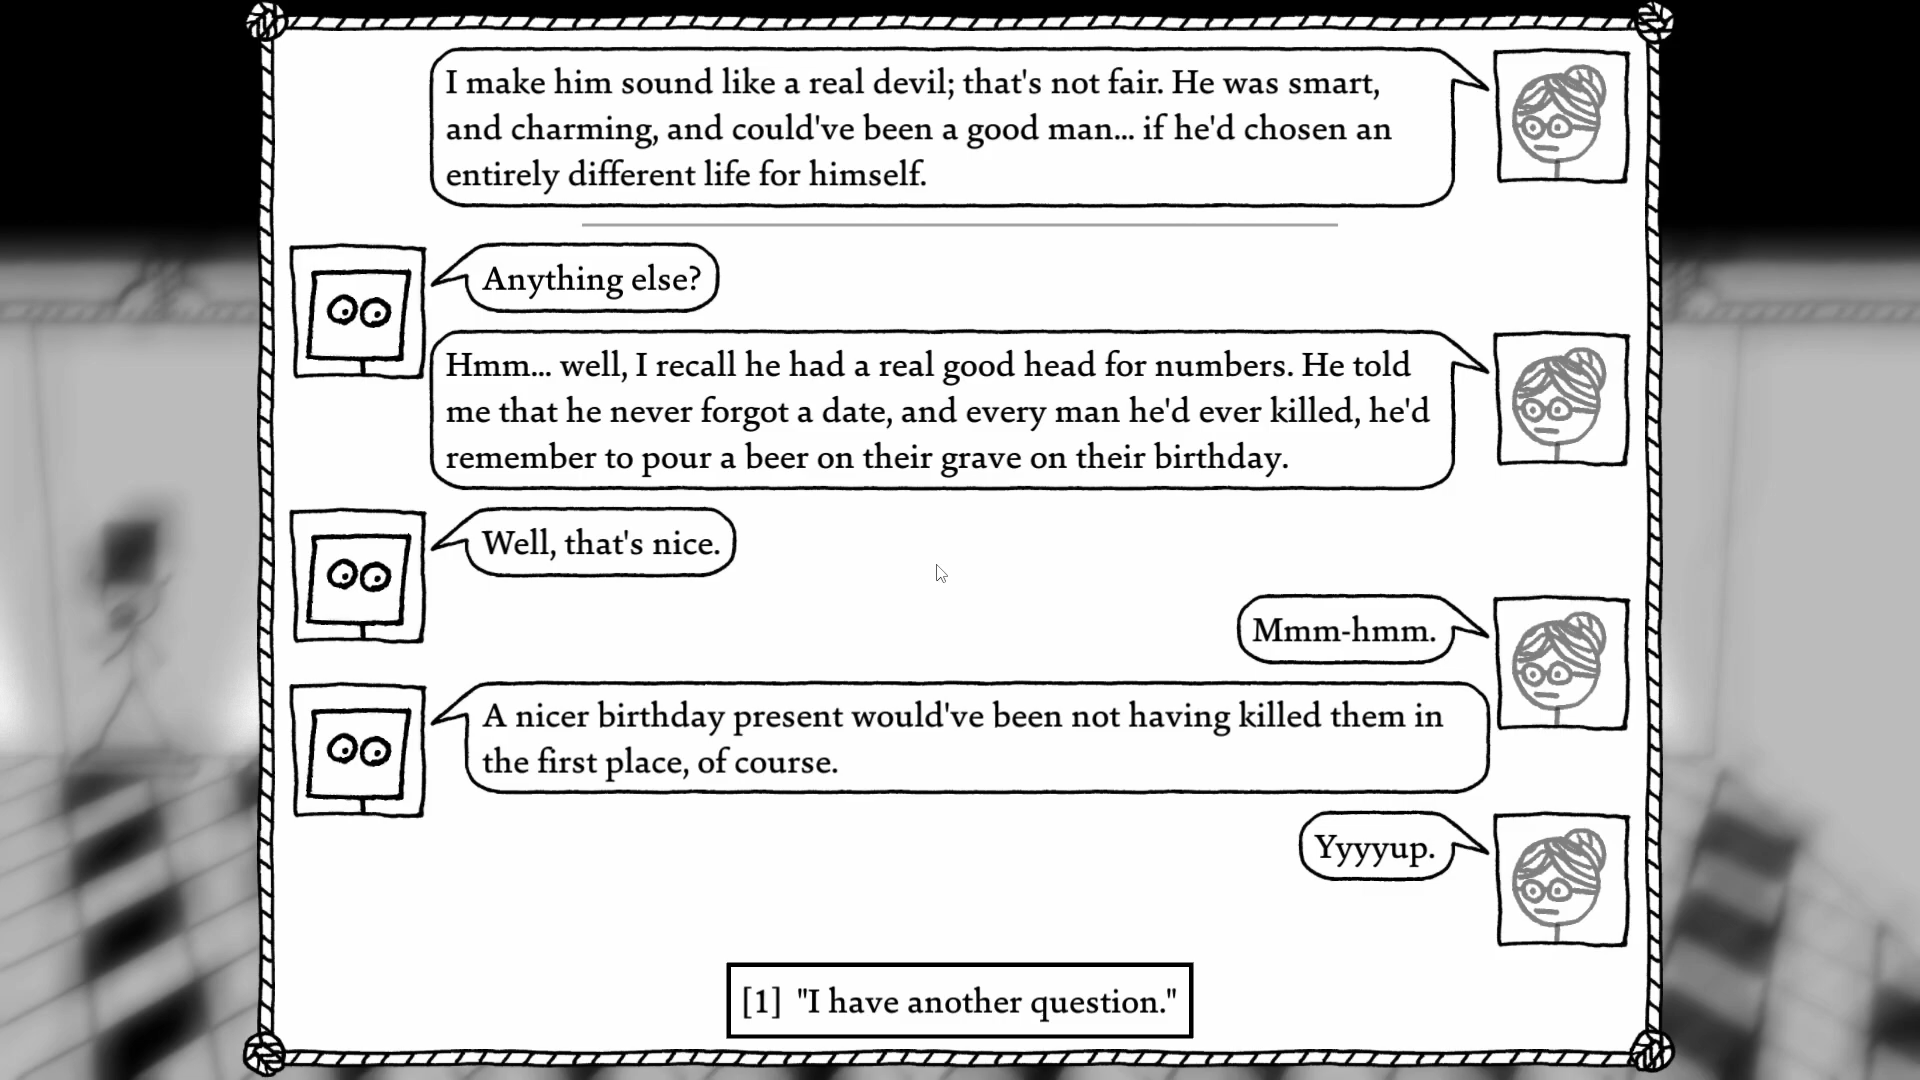 I make him sound like a real devil; that's not fair. He was smart,
and charming, and could've been a good man... if he'd chosen an
entirely different life for himself.
Anything else?
Hmm... well, I recall he had a real good head for numbers. He told
me that he never forgot a date, and every man he'd ever killed, he'd
remember to pour a beer on their grave on their birthday.
Well, that's nice.
Mmm-hmm.
A nicer birthday present would've been not having killed them in
the first place, of course.
Yyyyup.
[1] "I have another question."